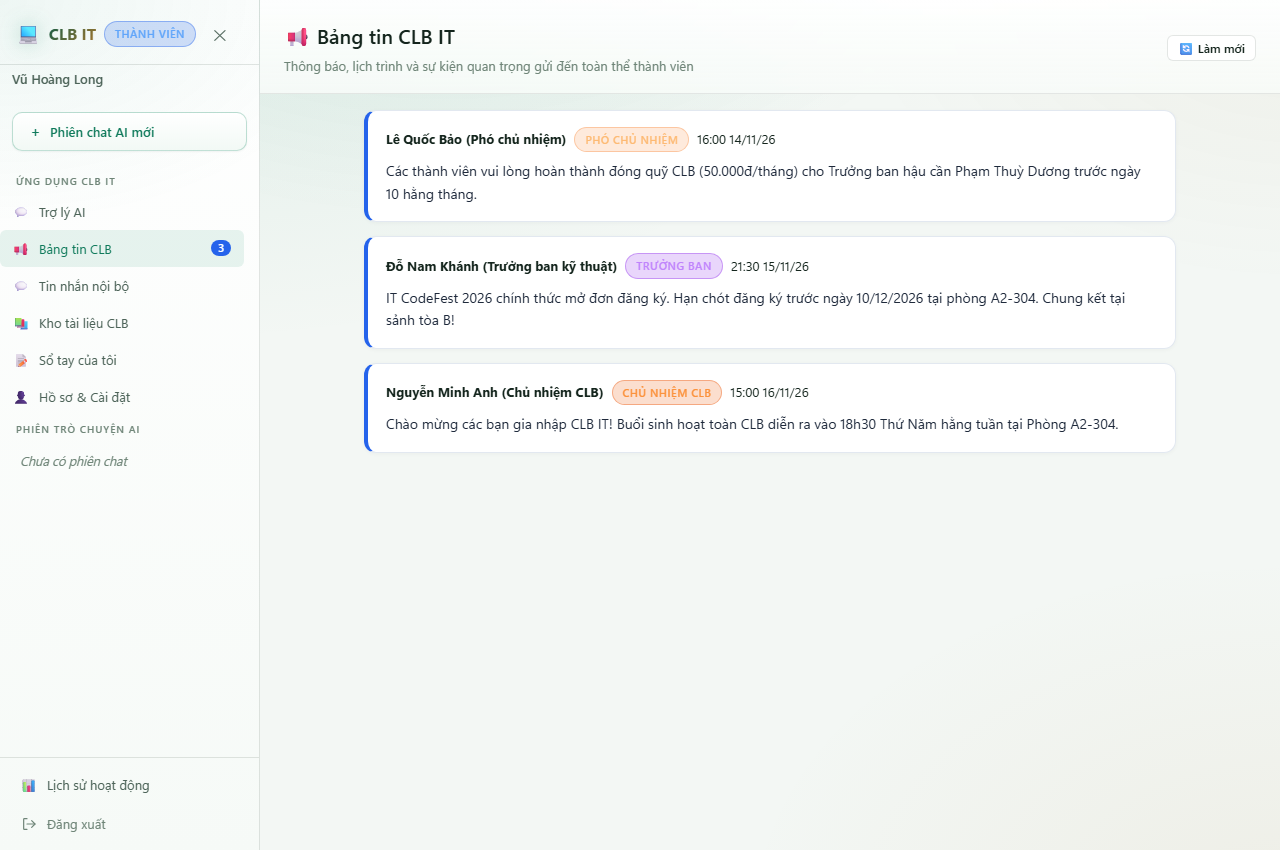 CLB IT THÀNH VIÊN
Vũ Hoàng Long
+ Phiên chat AI mới
ỨNG DỤNG CLB IT
Trợ lý AI
Bảng tin CLB 3
Tin nhắn nội bộ
Kho tài liệu CLB
Sổ tay của tôi
Hồ sơ & Cài đặt
PHIÊN TRÒ CHUYỆN AI
Chưa có phiên chat
Lịch sử hoạt động
Đăng xuất
Bảng tin CLB IT
Thông báo, lịch trình và sự kiện quan trọng gửi đến toàn thể thành viên
Làm mới
Lê Quốc Bảo (Phó chủ nhiệm) PHÓ CHỦ NHIỆM 16:00 14/11/26
Các thành viên vui lòng hoàn thành đóng quỹ CLB (50.000đ/tháng) cho Trưởng ban hậu cần Phạm Thuỳ Dương trước ngày
10 hằng tháng.
Đỗ Nam Khánh (Trưởng ban kỹ thuật) TRƯỞNG BAN 21:30 15/11/26
IT CodeFest 2026 chính thức mở đơn đăng ký. Hạn chót đăng ký trước ngày 10/12/2026 tại phòng A2-304. Chung kết tại
sảnh tòa B!
Nguyễn Minh Anh (Chủ nhiệm CLB) CHỦ NHIỆM CLB 15:00 16/11/26
Chào mừng các bạn gia nhập CLB IT! Buổi sinh hoạt toàn CLB diễn ra vào 18h30 Thứ Năm hằng tuần tại Phòng A2-304.